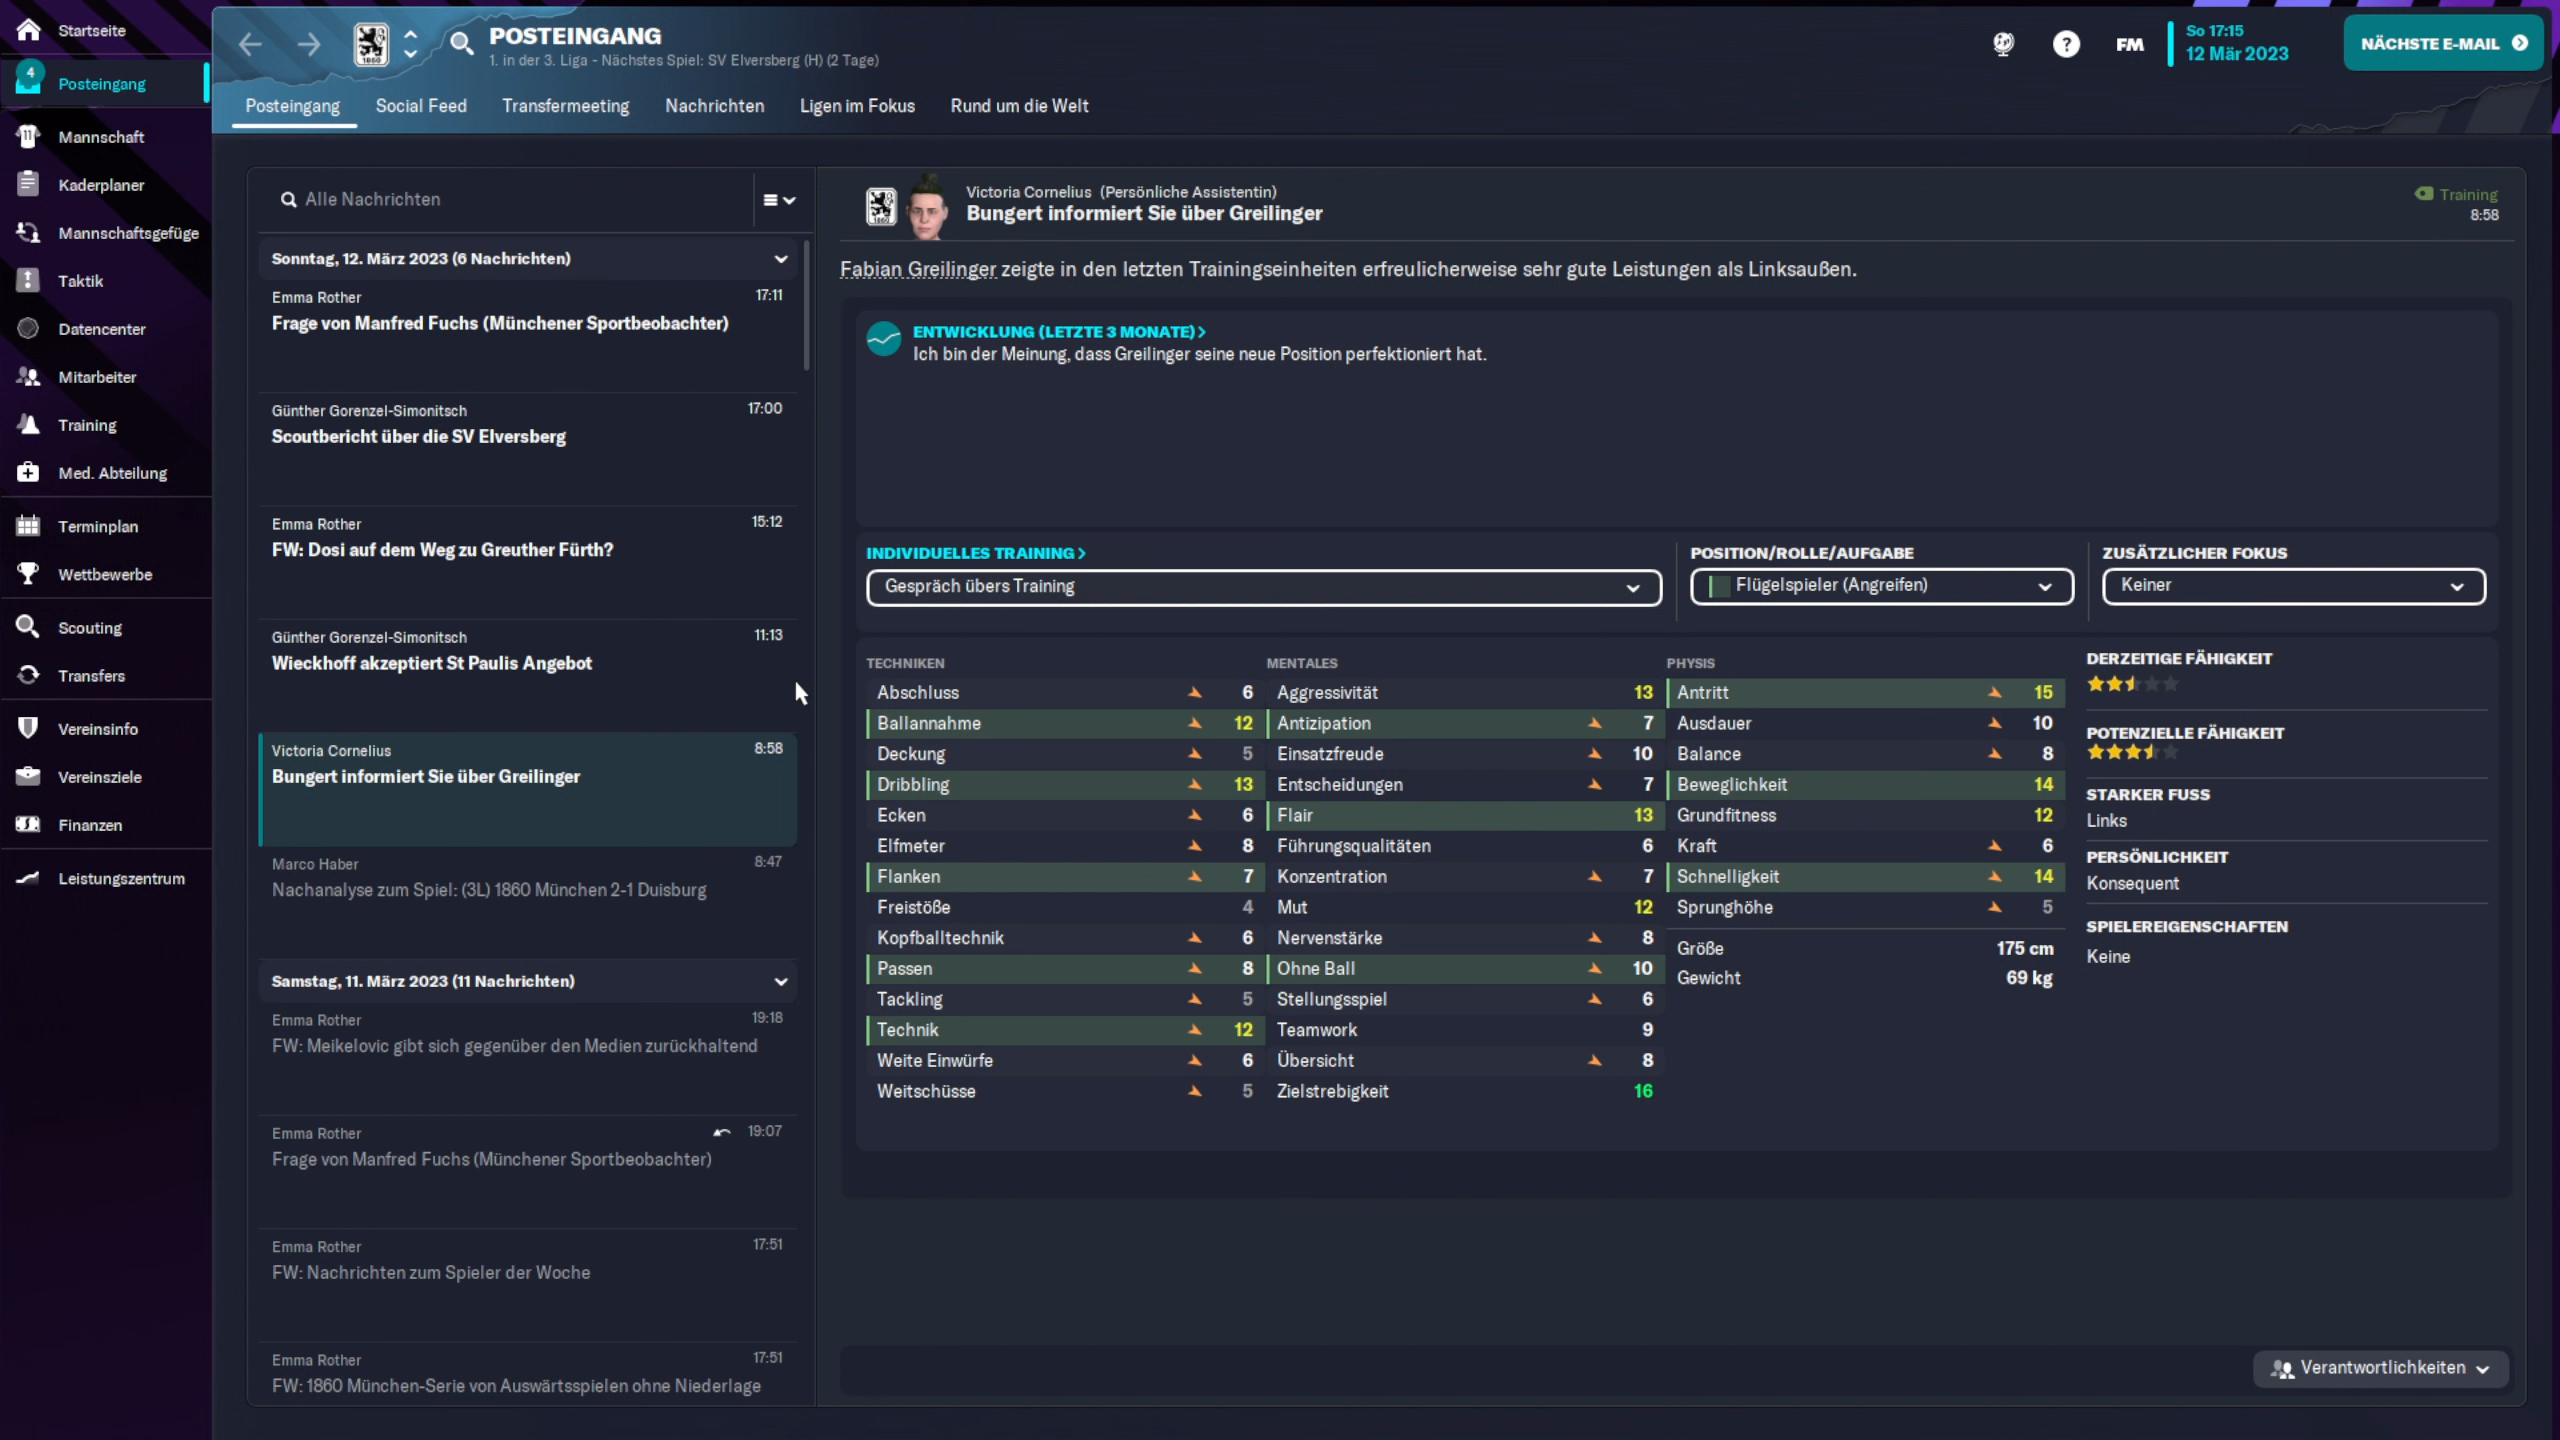 Startseite
4
Posteingang
Mannschaft
Kaderplaner
Mannschaftsgefüge
Taktik
Datencenter
Mitarbeiter
Training
Med. Abteilung
Terminplan
Wettbewerbe
Scouting
Transfers
Vereinsinfo
Vereinsziele
Finanzen
Leistungszentrum
POSTEINGANG
1. in der 3. Liga - Nächstes Spiel: SV Elversberg (H) (2 Tage)
FM
So 17:15
12 Mär 2023
NÄCHSTE E-MAIL
Posteingang Social Feed Transfermeeting Nachrichten Ligen im Fokus Rund um die Welt
Alle Nachrichten
Sonntag, 12. März 2023 (6 Nachrichten)
Emma Rother 17:11
Frage von Manfred Fuchs (Münchener Sportbeobachter)
Günther Gorenzel-Simonitsch 17:00
Scoutbericht über die SV Elversberg
Emma Rother 15:12
FW: Dosi auf dem Weg zu Greuther Fürth?
Günther Gorenzel-Simonitsch 11:13
Wieckhoff akzeptiert St Paulis Angebot
Victoria Cornelius 8:58
Bungert informiert Sie über Greilinger
Marco Haber 8:47
Nachanalyse zum Spiel: (3L) 1860 München 2-1 Duisburg
Samstag, 11. März 2023 (11 Nachrichten)
Emma Rother 19:18
FW: Meikelovic gibt sich gegenüber den Medien zurückhaltend
Emma Rother 19:07
Frage von Manfred Fuchs (Münchener Sportbeobachter)
Emma Rother 17:51
FW: Nachrichten zum Spieler der Woche
Emma Rother 17:51
FW: 1860 München-Serie von Auswärtsspielen ohne Niederlage
Victoria Cornelius (Persönliche Assistentin)
Bungert informiert Sie über Greilinger
Training
8:58
Fabian Greilinger zeigte in den letzten Trainingseinheiten erfreulicherweise sehr gute Leistungen als Linksaußen.
ENTWICKLUNG (LETZTE 3 MONATE)
Ich bin der Meinung, dass Greilinger seine neue Position perfektioniert hat.
INDIVIDUELLES TRAINING
Gespräch übers Training
POSITION/ROLLE/AUFGABE
Flügelspieler (Angreifen)
ZUSÄTZLICHER FOKUS
Keiner
TECHNIKEN
Abschluss 6
Ballannahme 12
Deckung 5
Dribbling 13
Ecken 6
Elfmeter 8
Flanken 7
Freistöße 4
Kopfballtechnik 6
Passen 8
Tackling 5
Technik 12
Weite Einwürfe 6
Weitschüsse 5
MENTALES
Aggressivität 13
Antizipation 7
Einsatzfreude 10
Entscheidungen 7
Flair 13
Führungsqualitäten 6
Konzentration 7
Mut 12
Nervenstärke 8
Ohne Ball 10
Stellungsspiel 6
Teamwork 9
Übersicht 8
Zielstrebigkeit 16
PHYSIS
Antritt 15
Ausdauer 10
Balance 8
Beweglichkeit 14
Grundfitness 12
Kraft 6
Schnelligkeit 14
Sprunghöhe 5
Größe 175 cm
Gewicht 69 kg
DERZEITIGE FÄHIGKEIT
POTENZIELLE FÄHIGKEIT
STARKER FUSS
Links
PERSÖNLICHKEIT
Konsequent
SPIELEREIGENSCHAFTEN
Keine
Verantwortlichkeiten